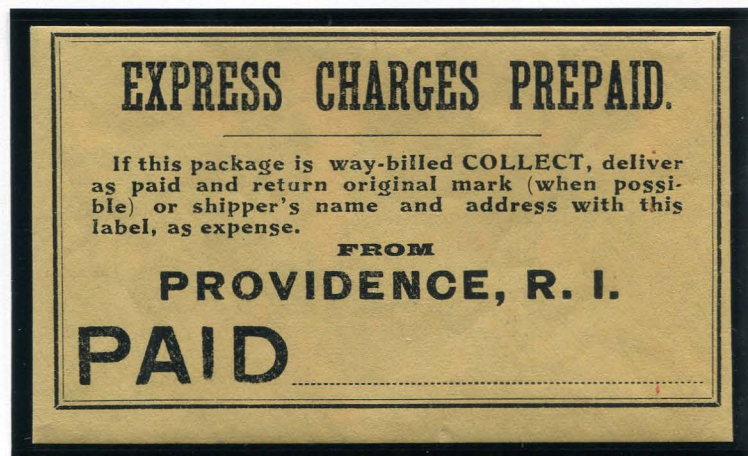 EXPRESS CHARGES PREPAID.
If this package is way-billed COLLECT, deliver
as paid and return original mark (when possi-
ble) or shipper's name and address with this
label, as expense.
FROM
PROVIDENCE, R. I.
PAID